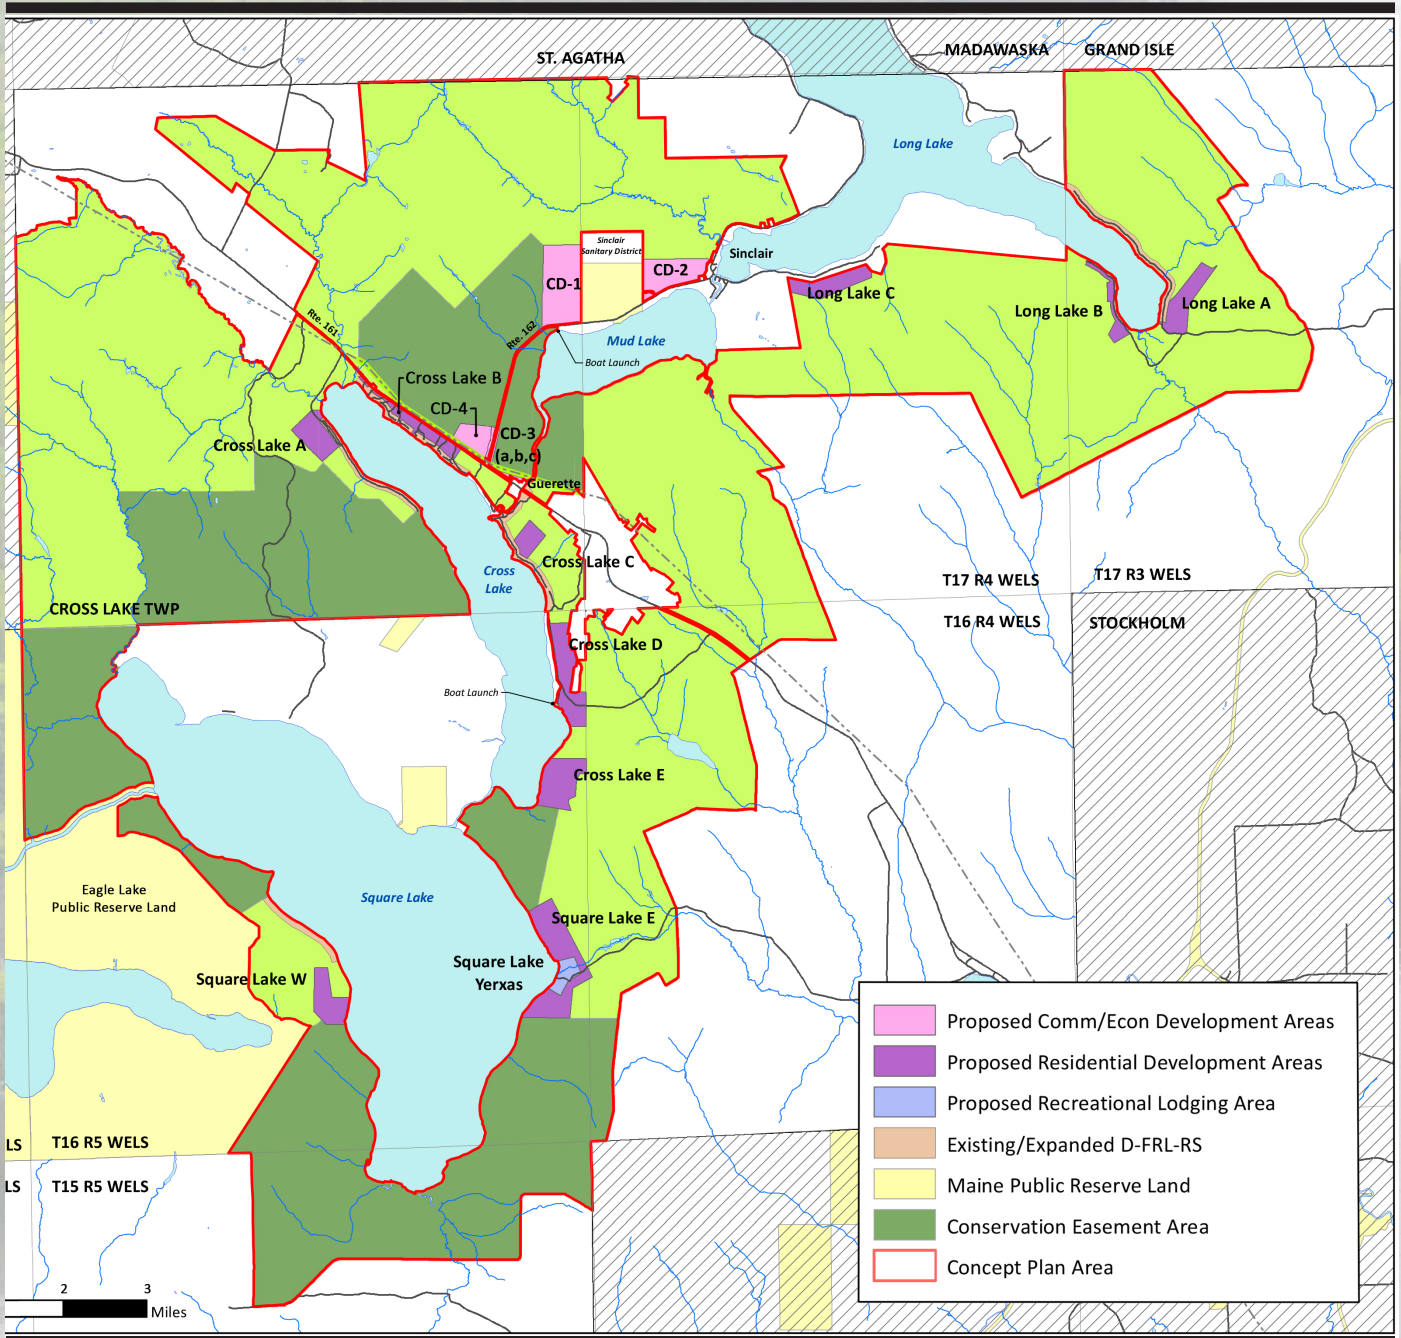 ST. AGATHA
MADAWASKA
GRAND ISLE
Long Lake
Sinclair
Sanitary District
Sinclair
CD-1
CD-2
Long Lake C
Long Lake B
Long Lake A
Rte. 161
Rte. 162
Mud Lake
Boat Launch
Cross Lake B
CD-4
CD-3
(a,b,c)
Cross Lake A
Guerette
Cross Lake C
Cross
Lake
T17 R4 WELS
T17 R3 WELS
CROSS LAKE TWP
T16 R4 WELS
STOCKHOLM
Cross Lake D
Boat Launch
Cross Lake E
Eagle Lake
Public Reserve Land
Square Lake
Square Lake E
Square Lake
Yerxas
Square Lake W
Proposed Comm/Econ Development Areas
Proposed Residential Development Areas
Proposed Recreational Lodging Area
Existing/Expanded D-FRL-RS
Maine Public Reserve Land
Conservation Easement Area
Concept Plan Area
LS
T16 R5 WELS
LS
T15 R5 WELS
2
3
Miles